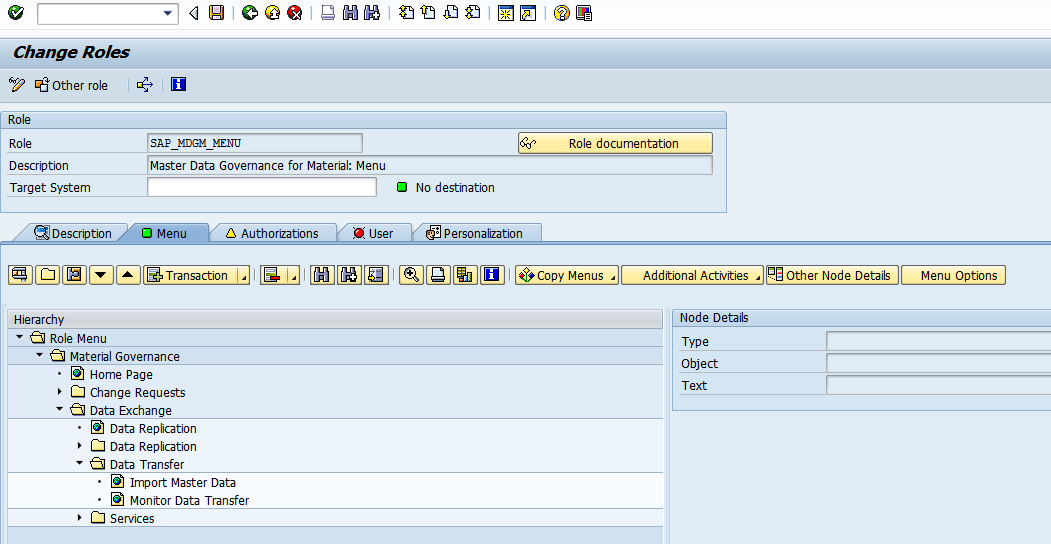 Change Roles
Other role
Role
Role SAP_MDGM_MENU Role documentation
Description Master Data Governance for Material: Menu
Target System No destination
Description Menu Authorizations User Personalization
Transaction Copy Menus Additional Activities Other Node Details Menu Options
Hierarchy
Role Menu
Material Governance
Home Page
Change Requests
Data Exchange
Data Replication
Data Replication
Data Transfer
Import Master Data
Monitor Data Transfer
Services
Node Details
Type
Object
Text